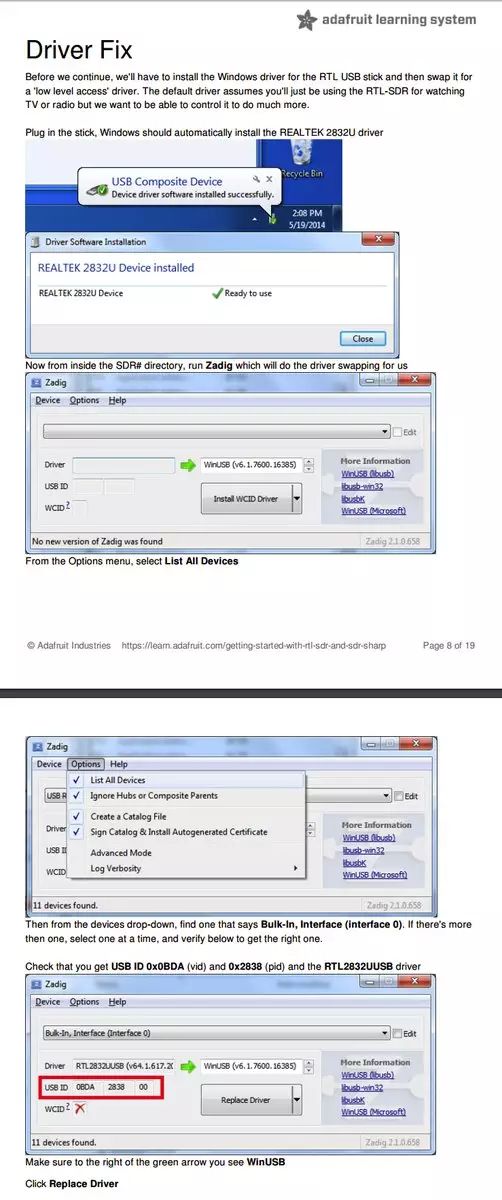 adafruit learning system
Driver Fix
Before we continue, we'll have to install the Windows driver for the RTL USB stick and then swap it for
a 'low level access' driver. The default driver assumes you'll just be using the RTL-SDR for watching
TV or radio but we want to be able to control it to do much more.
Plug in the stick, Windows should automatically install the REALTEK 2832U driver
Recycle Bin
USB Composite Device
Device driver software installed successfully.
2:08 PM
5/19/2014
Driver Software Installation
REALTEK 2832U Device installed
REALTEK 2832U Device Ready to use
Close
Now from inside the SDR# directory, run Zadig which will do the driver swapping for us
Zadig
Device Options Help
Edit
Driver WinUSB (v6.1.7600.16385)
USB ID
WCID ?
Install WCID Driver
More Information
WinUSB (libusb)
libusb-win32
libusbK
WinUSB (Microsoft)
No new version of Zadig was found Zadig 2.1.0.658
From the Options menu, select List All Devices
© Adafruit Industries https://learn.adafruit.com/getting-started-with-rtl-sdr-and-sdr-sharp Page 8 of 19
Zadig
Device Options Help
List All Devices
USB R Ignore Hubs or Composite Parents Edit
Create a Catalog File
Driver Sign Catalog & Install Autogenerated Certificate
USB I
Advanced Mode
WCID Log Verbosity
More Information
WinUSB (libusb)
libusb-win32
libusbK
WinUSB (Microsoft)
11 devices found. Zadig 2.1.0.658
Then from the devices drop-down, find one that says Bulk-In, Interface (interface 0). If there's more
then one, select one at a time, and verify below to get the right one.
Check that you get USB ID 0x0BDA (vid) and 0x2838 (pid) and the RTL2832UUSB driver
Zadig
Device Options Help
Bulk-In, Interface (Interface 0) Edit
Driver RTL2832UUSB (v64.1.617.20 WinUSB (v6.1.7600.16385)
USB ID 0BDA 2838 00
WCID ?
Replace Driver
More Information
WinUSB (libusb)
libusb-win32
libusbK
WinUSB (Microsoft)
11 devices found. Zadig 2.1.0.658
Make sure to the right of the green arrow you see WinUSB
Click Replace Driver